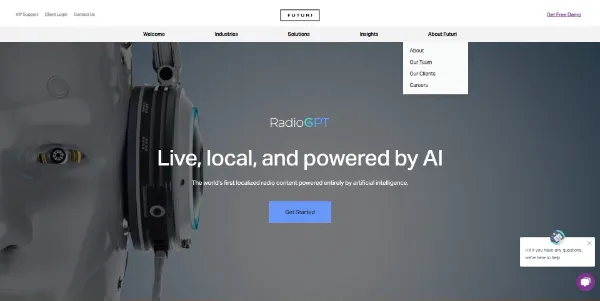 VIP Support Client Login Contact Us
FUTURI
Get Free Demo
Welcome Industries Solutions Insights About Futuri
About
Our Team
Our Clients
Careers
RadioGPT
Live, local, and powered by AI
The world's first localized radio content powered entirely by artificial intelligence.
Get Started
Hi! If you have any questions,
we're here to help.